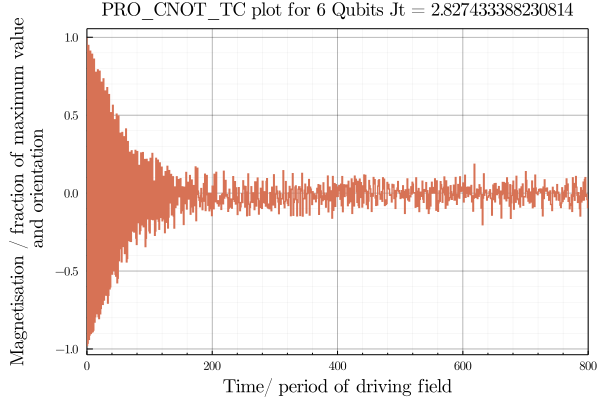 PRO_CNOT_TC plot for 6 Qubits Jt = 2.827433388230814
Magnetisation / fraction of maximum value
and orientation
1.0
0.5
0.0
−0.5
−1.0
0 200 400 600 800
Time/ period of driving field